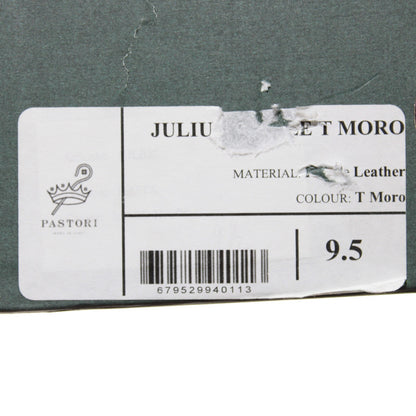 JULIU E T MORO
MATERIAL: Leather
COLOUR: T Moro
PASTORI
9.5
679529940113